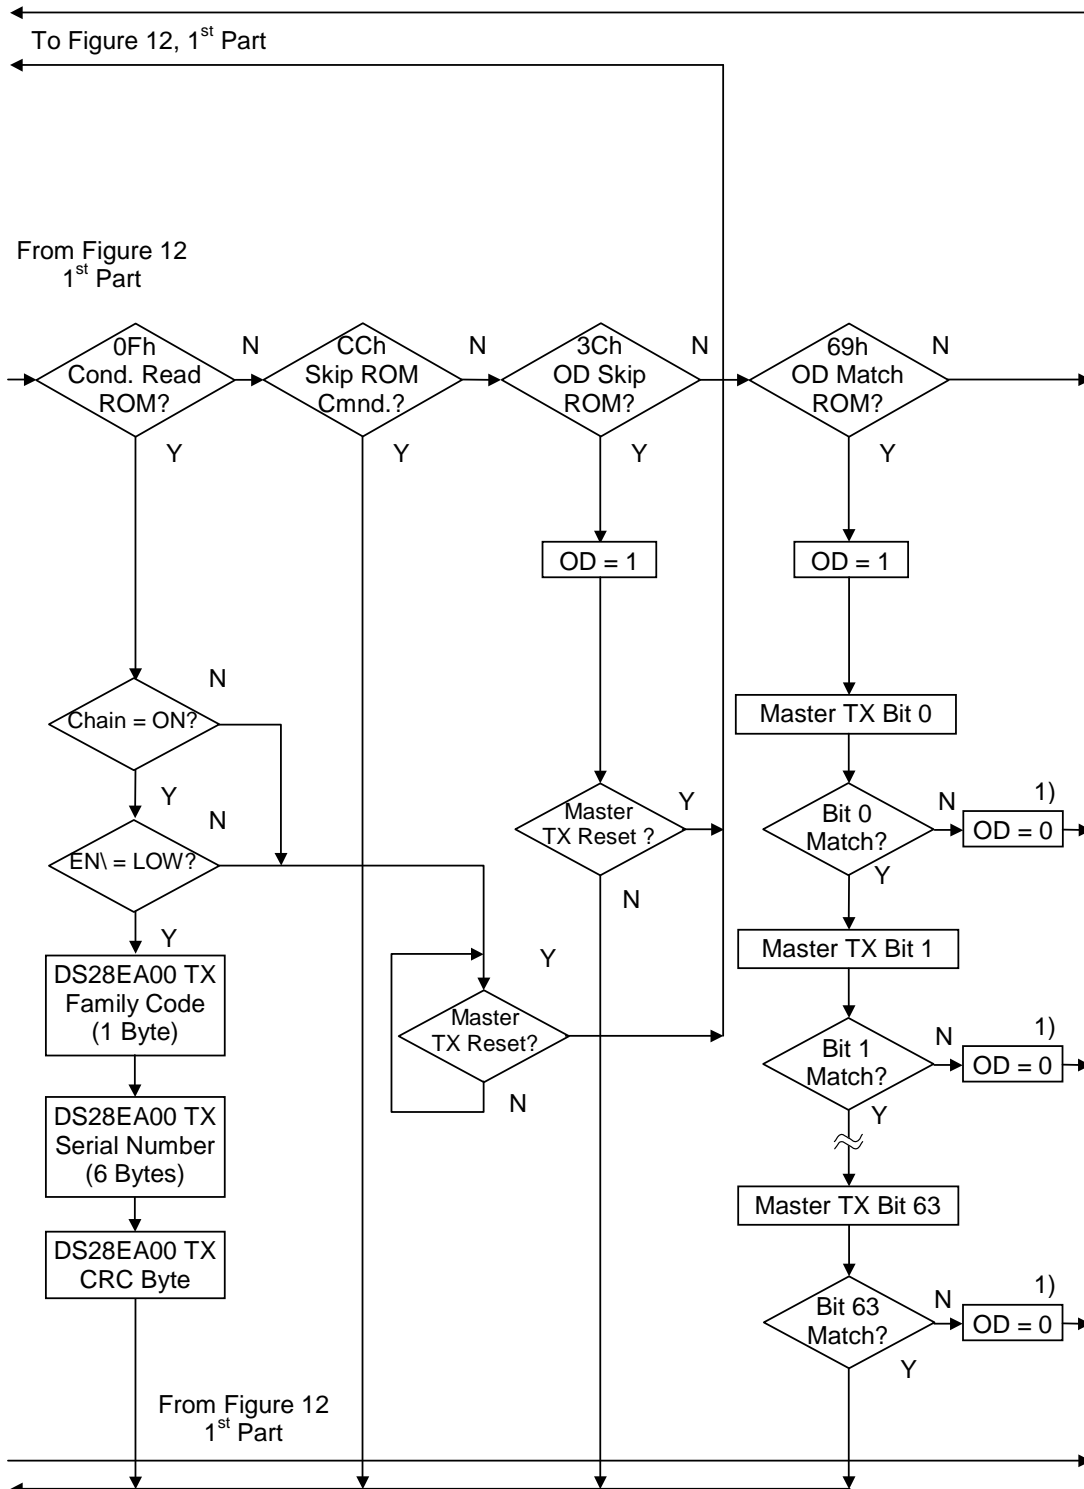 To Figure 12, 1st Part
From Figure 12
1st Part
0Fh
Cond. Read
ROM?
N
Y
CCh
Skip ROM
Cmnd.?
N
Y
3Ch
OD Skip
ROM?
N
Y
69h
OD Match
ROM?
N
Y
OD = 1
OD = 1
Chain = ON?
N
Y
Master TX Bit 0
EN\ = LOW?
N
Y
Master
TX Reset ?
Y
N
Bit 0
Match?
N
Y
1)
OD = 0
Master TX Bit 1
DS28EA00 TX
Family Code
(1 Byte)
Master
TX Reset?
Y
N
Bit 1
Match?
N
Y
1)
OD = 0
DS28EA00 TX
Serial Number
(6 Bytes)
Master TX Bit 63
DS28EA00 TX
CRC Byte
Bit 63
Match?
N
Y
1)
OD = 0
From Figure 12
1st Part